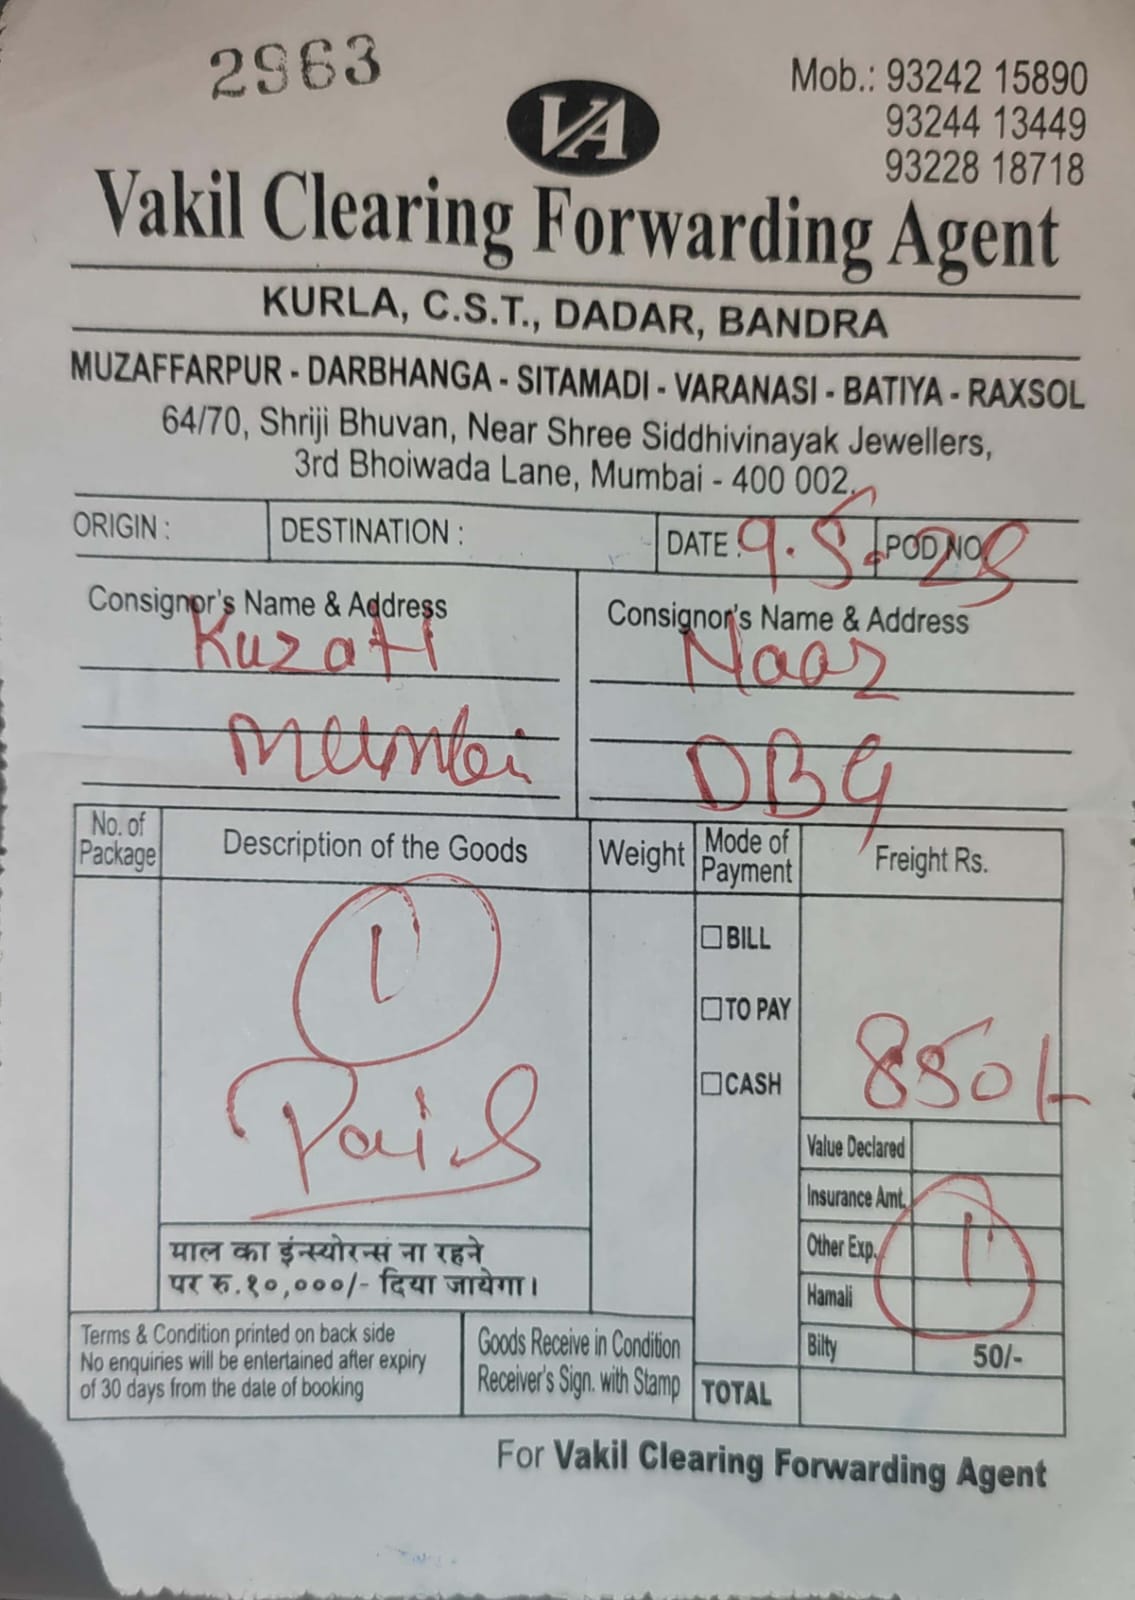 2963
Mob.: 93242 15890
93244 13449
93228 18718
VA
Vakil Clearing Forwarding Agent
KURLA, C.S.T., DADAR, BANDRA
MUZAFFARPUR - DARBHANGA - SITAMADI - VARANASI - BATIYA - RAXSOL
64/70, Shriji Bhuvan, Near Shree Siddhivinayak Jewellers,
3rd Bhoiwada Lane, Mumbai - 400 002.
ORIGIN : DESTINATION : DATE : 9.5.25 POD NO.
Consignor's Name & Address Consignor's Name & Address
Naaz
Mumbai DBG
No. of Package Description of the Goods Weight Mode of Payment Freight Rs.
1
Paid
BILL
TO PAY
CASH
850/-
Value Declared
Insurance Amt.
Other Exp. 1
Hamali
Bilty 50/-
TOTAL
माल का इंन्स्योरन्स ना रहने
पर रु.१०,०००/- दिया जायेगा।
Terms & Condition printed on back side
No enquiries will be entertained after expiry
of 30 days from the date of booking
Goods Receive in Condition
Receiver's Sign. with Stamp
For Vakil Clearing Forwarding Agent